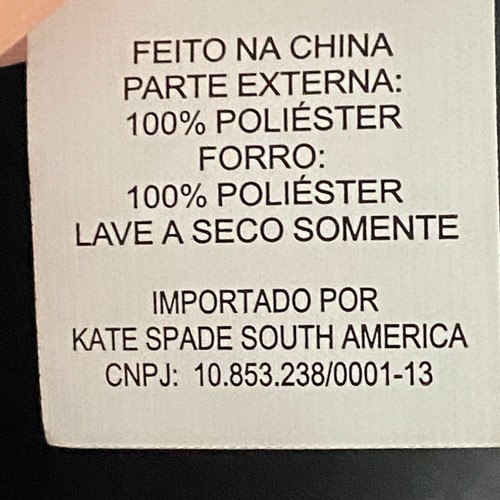 FEITO NA CHINA
PARTE EXTERNA:
100% POLIÉSTER
FORRO:
100% POLIÉSTER
LAVE A SECO SOMENTE
IMPORTADO POR
KATE SPADE SOUTH AMERICA
CNPJ: 10.853.238/0001-13